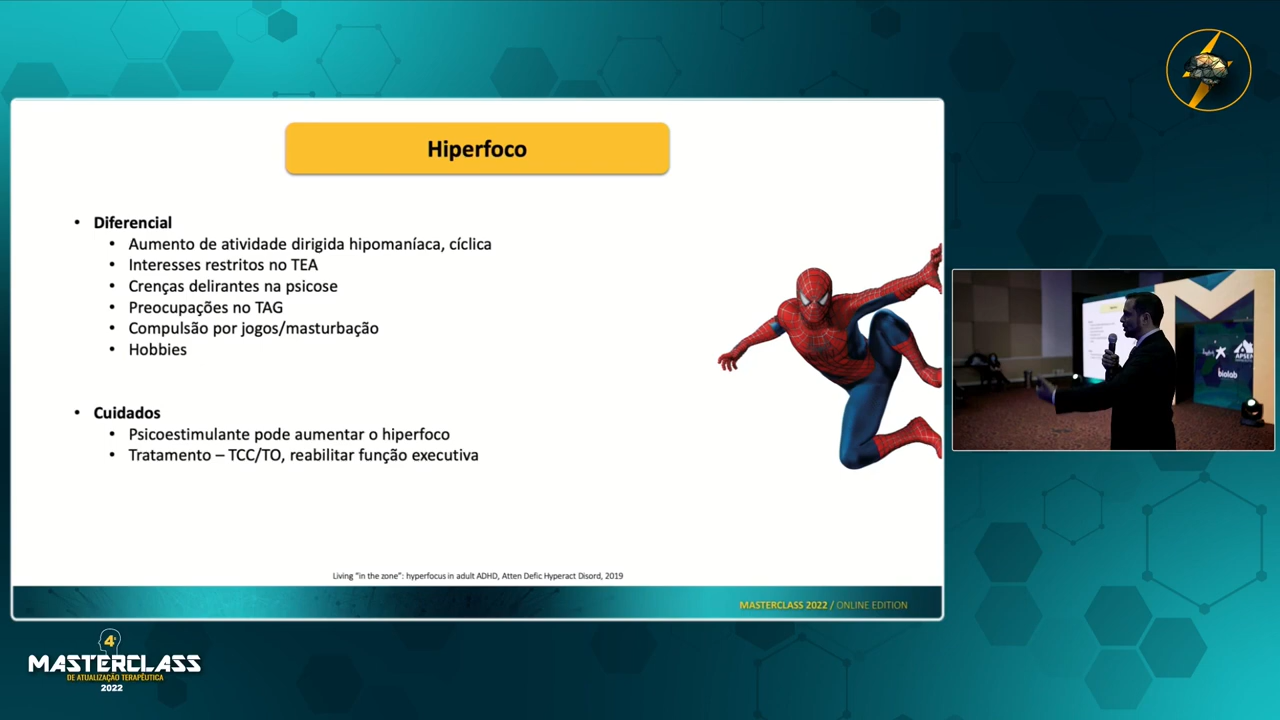 Hiperfoco
• Diferencial
• Aumento de atividade dirigida hipomaníaca, cíclica
• Interesses restritos no TEA
• Crenças delirantes na psicose
• Preocupações no TAG
• Compulsão por jogos/masturbação
• Hobbies
• Cuidados
• Psicoestimulante pode aumentar o hiperfoco
• Tratamento – TCC/TO, reabilitar função executiva
Living "in the zone": hyperfocus in adult ADHD, Atten Defic Hyperact Disord, 2019
MASTERCLASS 2022 / ONLINE EDITION
APSEN
biolab
4ª
MASTERCLASS
DE ATUALIZAÇÃO TERAPÊUTICA
2022